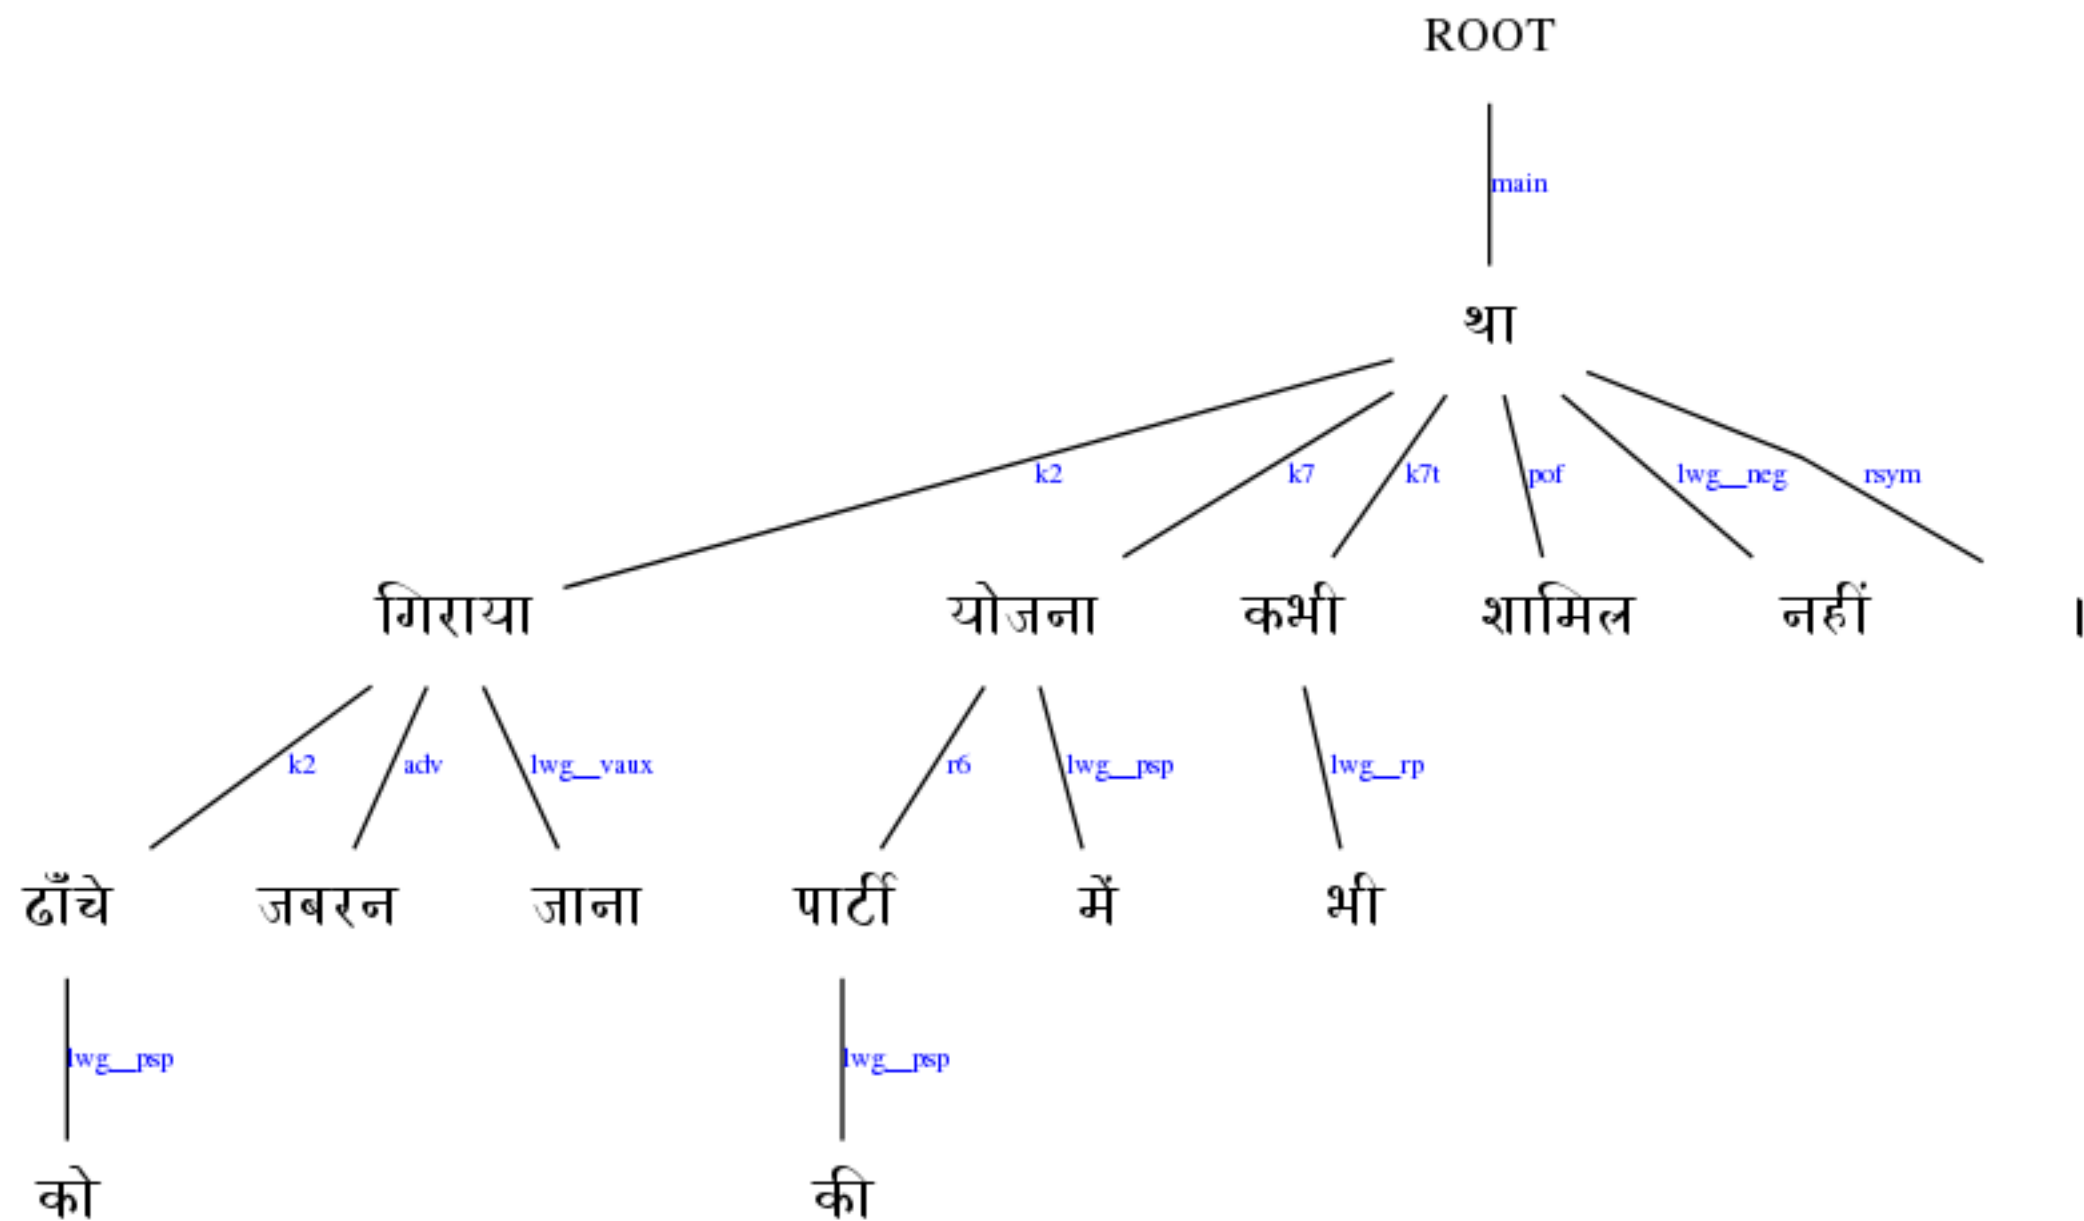 ROOT
main
था
k2 k7 k7t pof lwg__neg rsym
गिराया योजना कभी शामिल नहीं ।
k2 adv lwg__vaux r6 lwg__psp lwg__rp
ढाँचे जबरन जाना पार्टी में भी
lwg__psp lwg__psp
को की